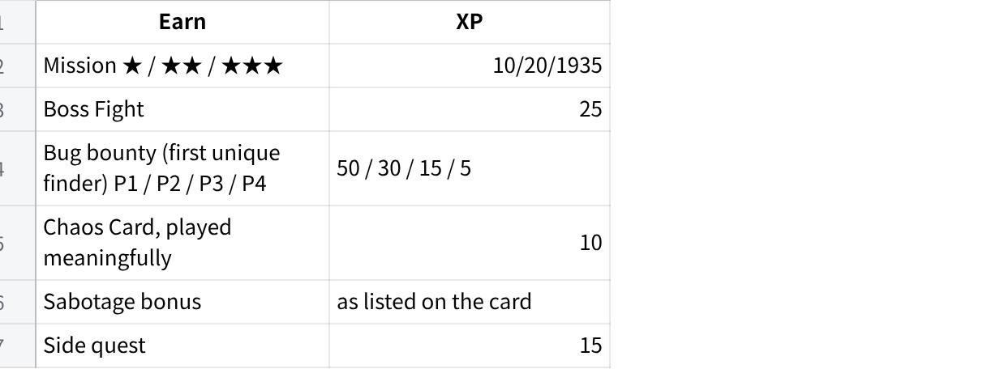 1 Earn XP
2 Mission ★ / ★★ / ★★★ 10/20/1935
3 Boss Fight 25
4 Bug bounty (first unique
finder) P1 / P2 / P3 / P4 50 / 30 / 15 / 5
5 Chaos Card, played
meaningfully 10
6 Sabotage bonus as listed on the card
7 Side quest 15